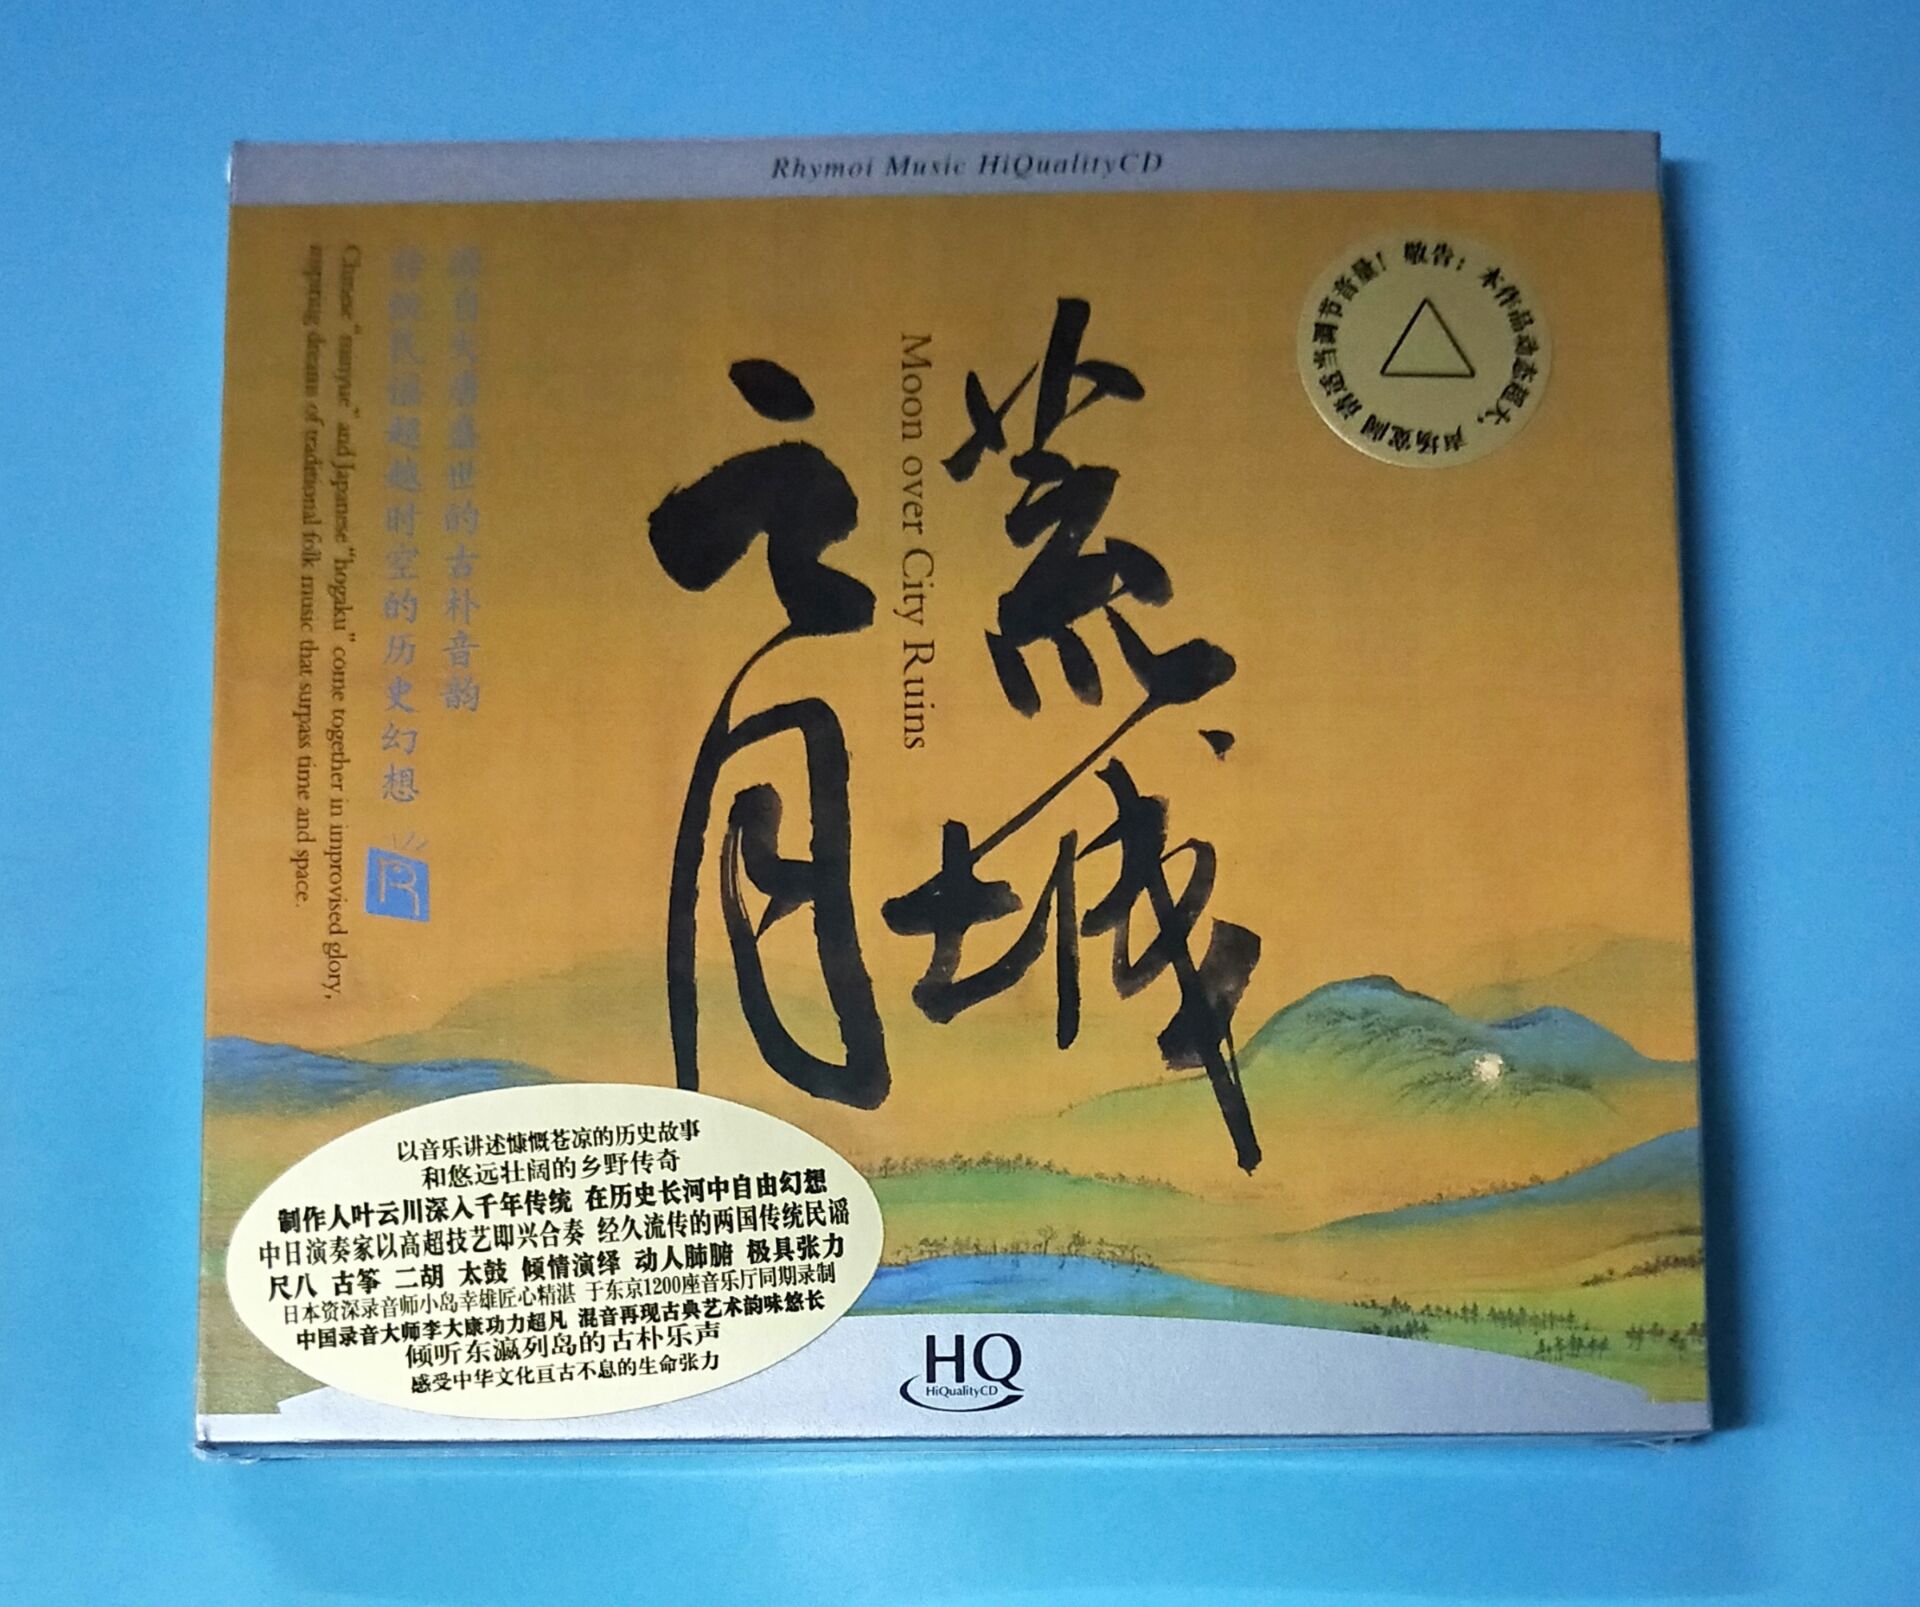 Rhymoi Music HiQualityCD
敬告：本作品动态超大，声场宽阔 请适当调节音量！
荒城
之月
Moon over City Ruins
源自大唐盛世的古朴音韵
传统民谣超越时空的历史幻想
R
Chinese "minyue" and Japanese "hogaku" come together in improvised glory,
inspiring dreams of traditional folk music that surpass time and space.
以音乐讲述慷慨苍凉的历史故事
和悠远壮阔的乡野传奇
制作人叶云川深入千年传统 在历史长河中自由幻想
中日演奏家以高超技艺即兴合奏 经久流传的两国传统民谣
尺八 古筝 二胡 太鼓 倾情演绎 动人肺腑 极具张力
日本资深录音师小岛幸雄匠心精湛 于东京1200座音乐厅同期录制
中国录音大师李大康功力超凡 混音再现古典艺术韵味悠长
倾听东瀛列岛的古朴乐声
感受中华文化亘古不息的生命张力
HQ
HiQualityCD